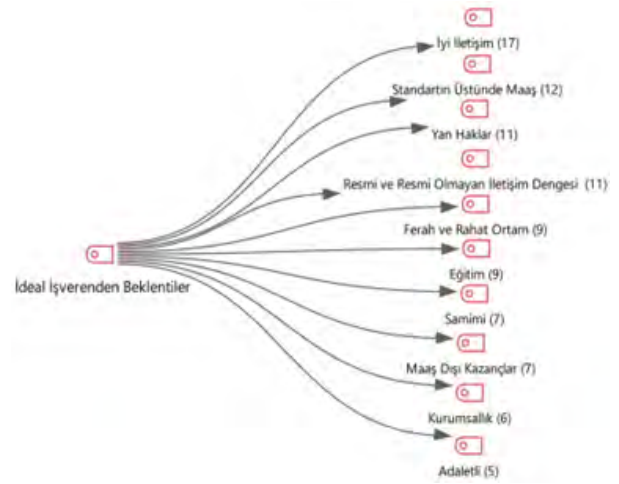 İyi İletişim (17)
Standartın Üstünde Maaş (12)
Yan Haklar (11)
Resmi ve Resmi Olmayan İletişim Dengesi (11)
Ferah ve Rahat Ortam (9)
İdeal İşverenden Beklentiler
Eğitim (9)
Samimi (7)
Maaş Dışı Kazançlar (7)
Kurumsallık (6)
Adaletli (5)